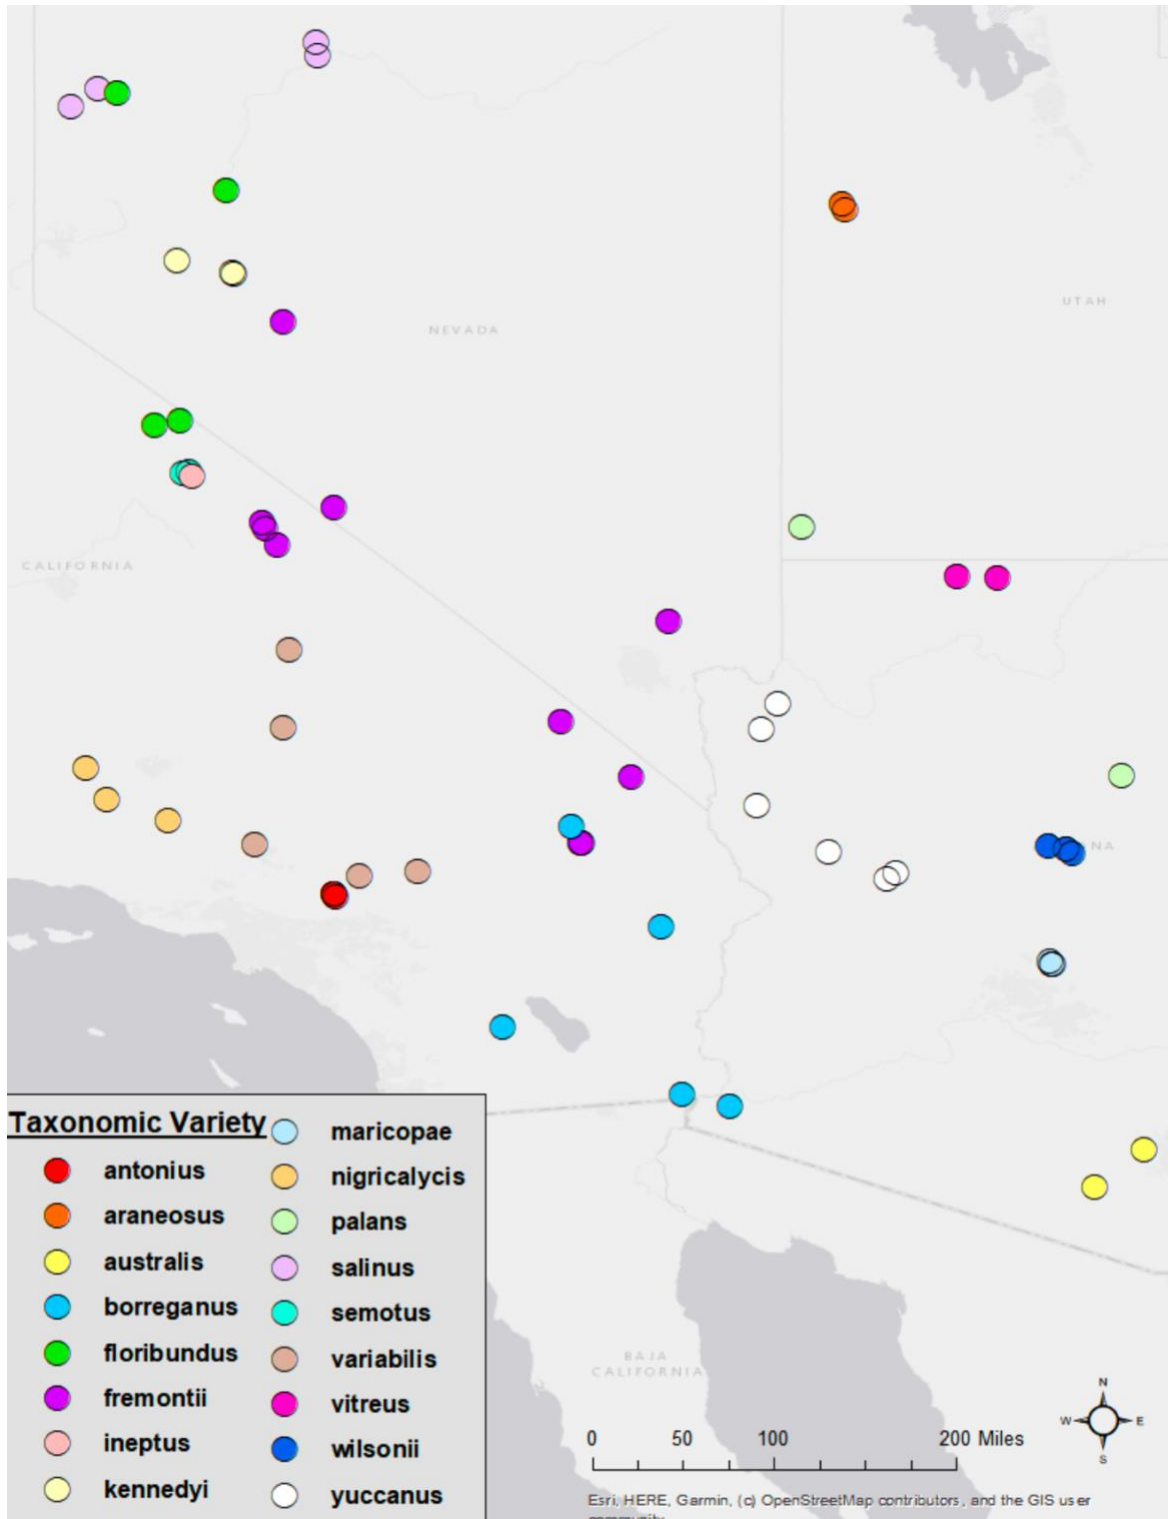 UTAH
NEVADA
CALIFORNIA
NA
Taxonomic Variety
antonius
araneosus
australis
borreganus
floribundus
fremontii
ineptus
kennedyi
maricopae
nigricalycis
palans
salinus
semotus
variabilis
vitreus
wilsonii
yuccanus
BAJA
CALIFORNIA
N
W E
S
0 50 100 200 Miles
Esri, HERE, Garmin, (c) OpenStreetMap contributors, and the GIS user
community